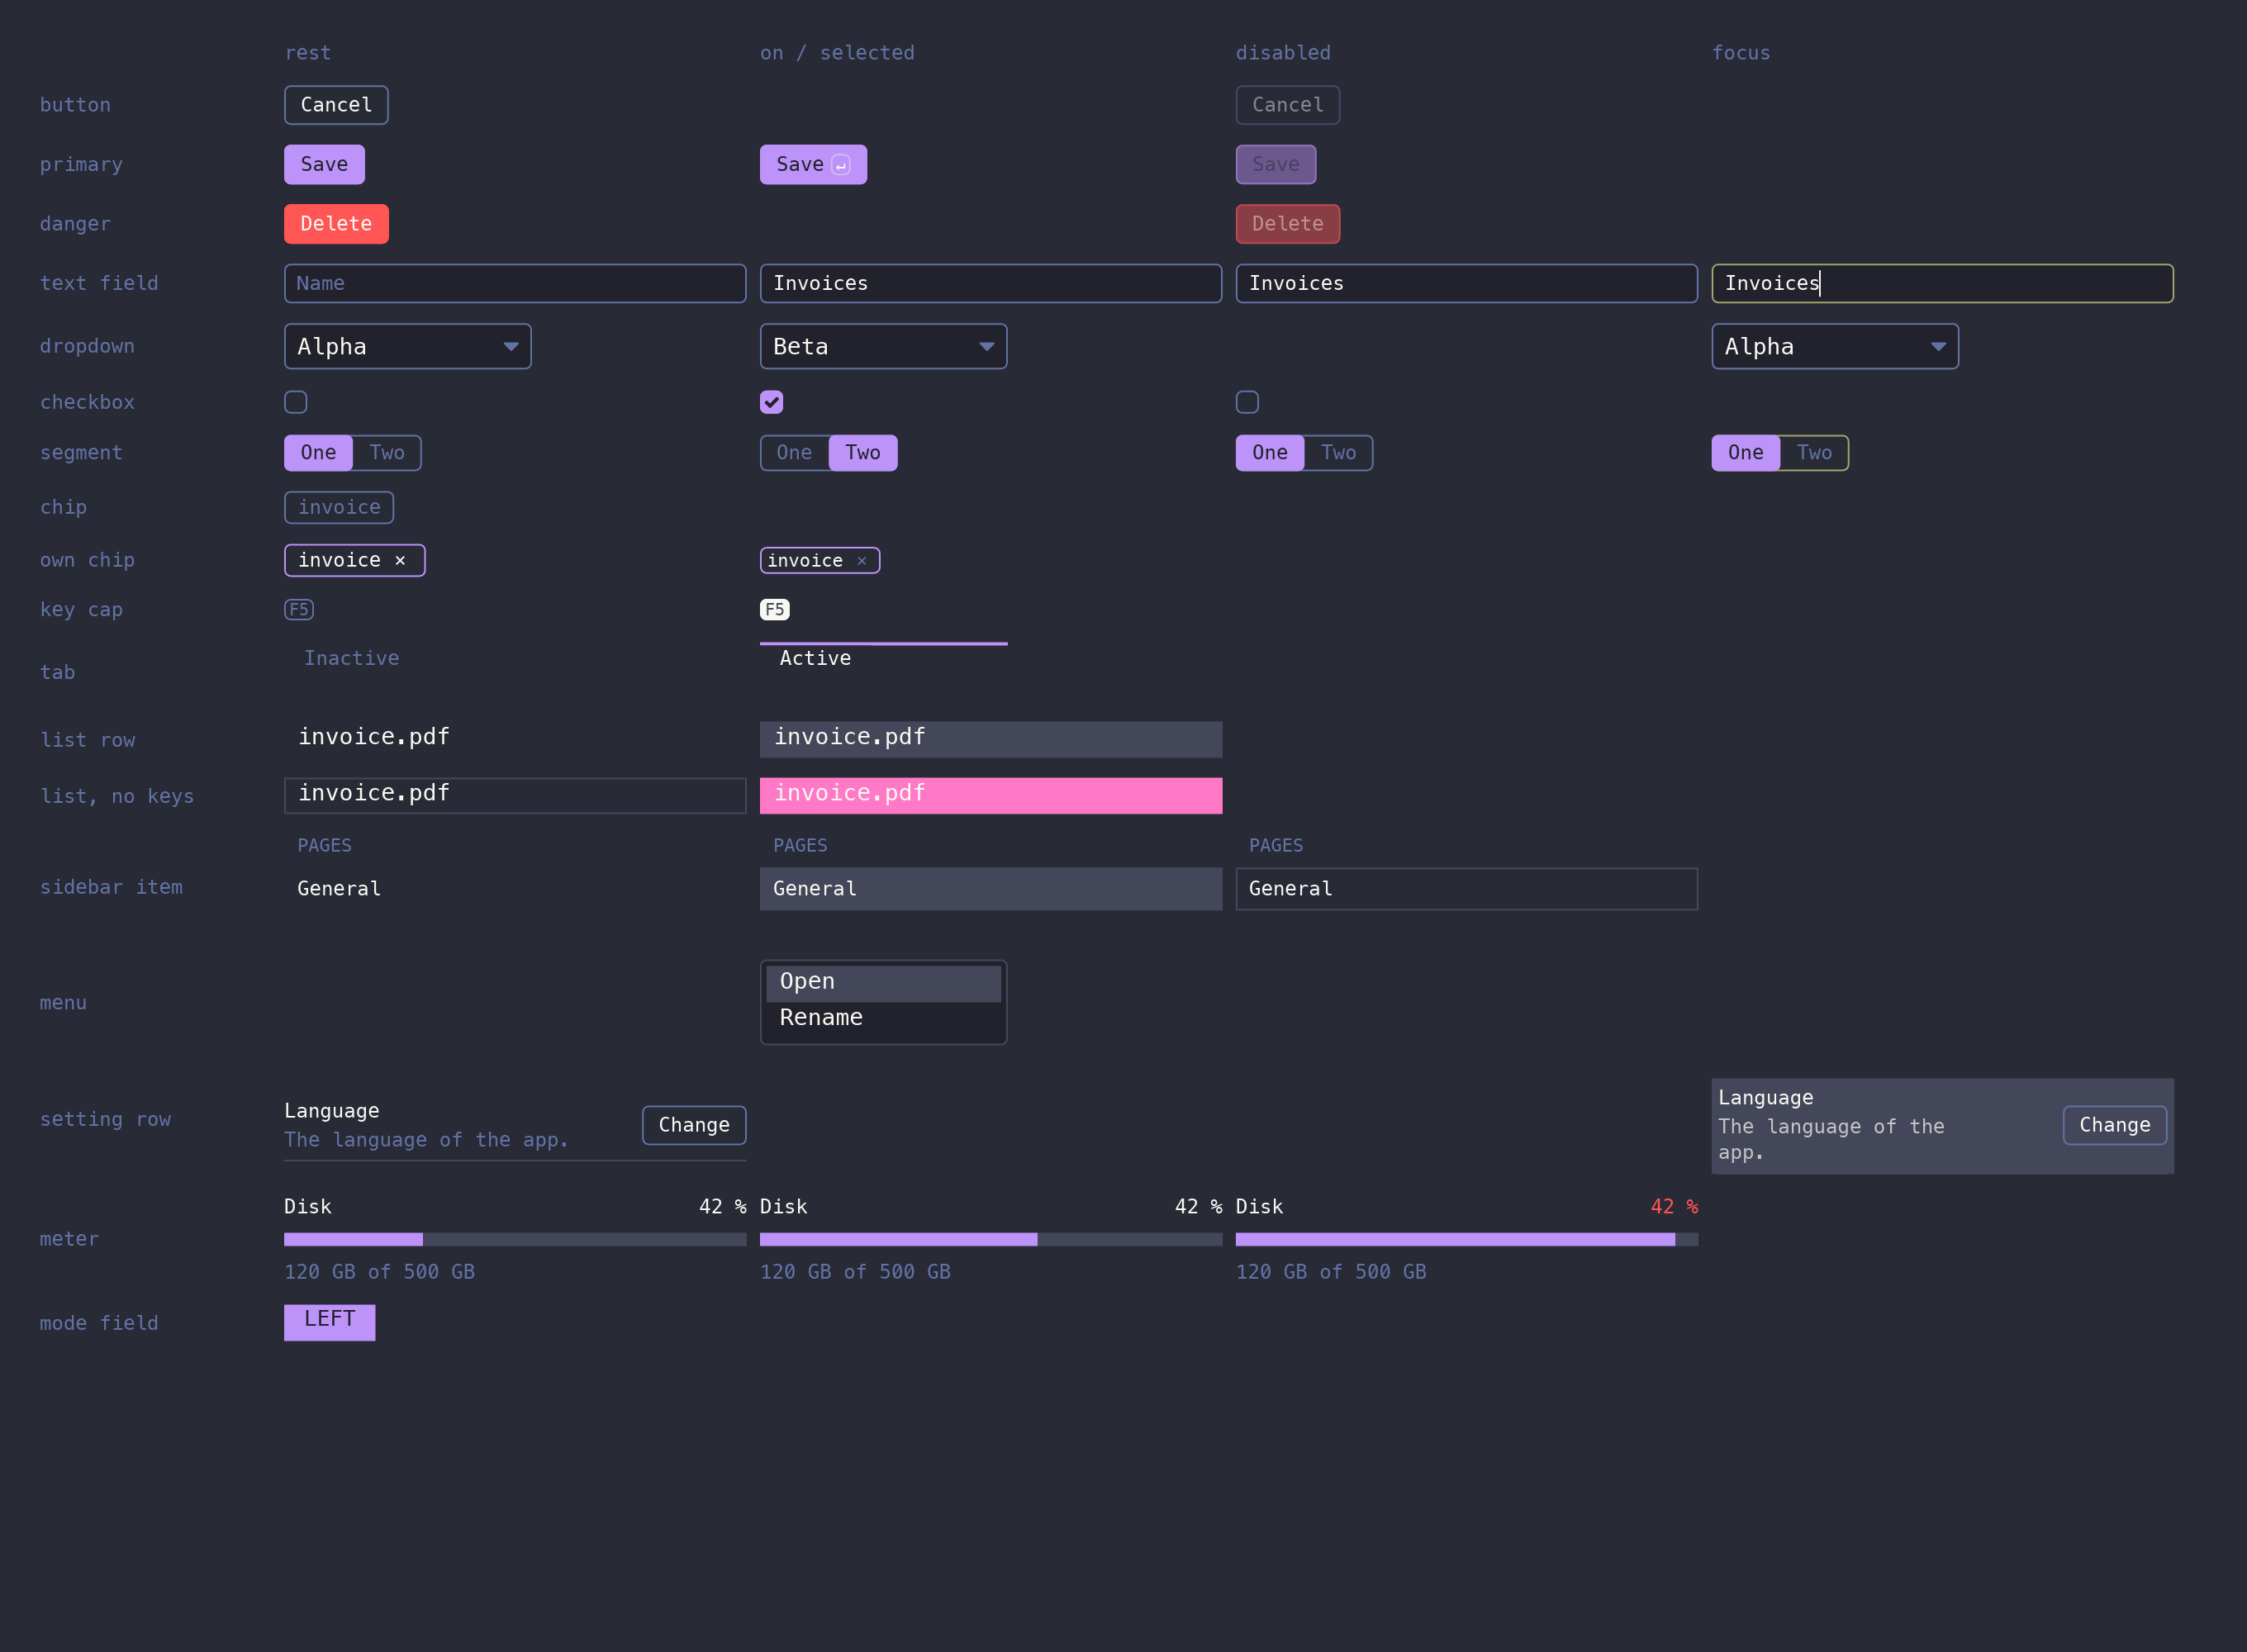 rest on / selected disabled focus
button Cancel Cancel
primary Save Save ↵ Save
danger Delete Delete
text field Name Invoices Invoices Invoices
dropdown Alpha Beta Alpha
checkbox
segment One Two One Two One Two One Two
chip invoice
own chip invoice × invoice ×
key cap F5 F5
tab Inactive Active
list row invoice.pdf invoice.pdf
list, no keys invoice.pdf invoice.pdf
PAGES PAGES PAGES
sidebar item General General General
menu
Open
Rename
setting row
Language
The language of the app.
Change
Language
The language of the
app.
Change
Disk 42 % Disk 42 % Disk 42 %
meter
120 GB of 500 GB 120 GB of 500 GB 120 GB of 500 GB
mode field LEFT